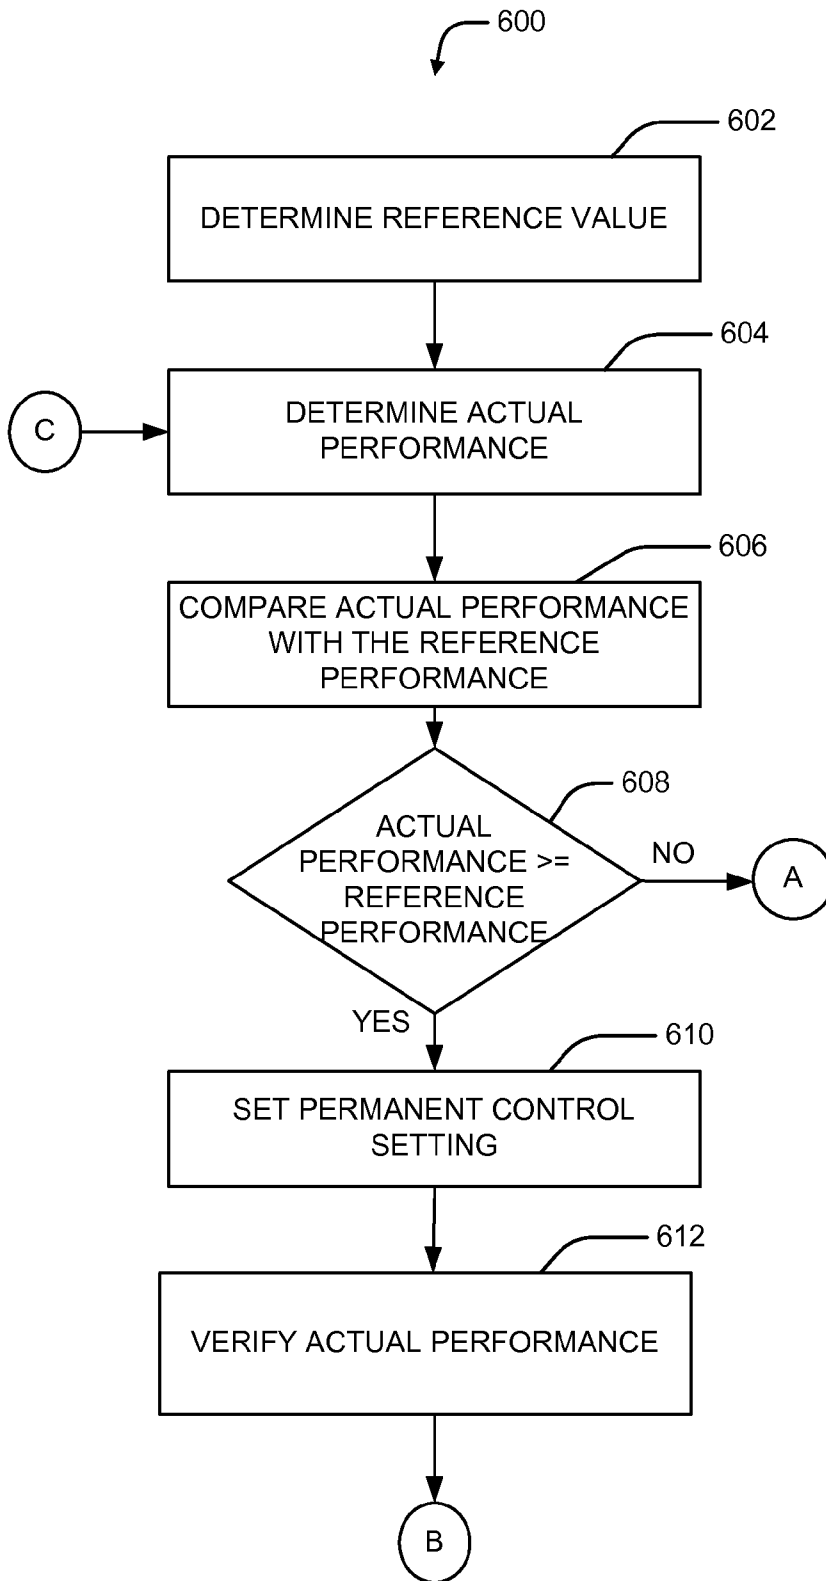 600
602
DETERMINE REFERENCE VALUE
604
C
DETERMINE ACTUAL
PERFORMANCE
606
COMPARE ACTUAL PERFORMANCE
WITH THE REFERENCE
PERFORMANCE
608
ACTUAL
PERFORMANCE >=
REFERENCE
PERFORMANCE
NO
A
YES
610
SET PERMANENT CONTROL
SETTING
612
VERIFY ACTUAL PERFORMANCE
B